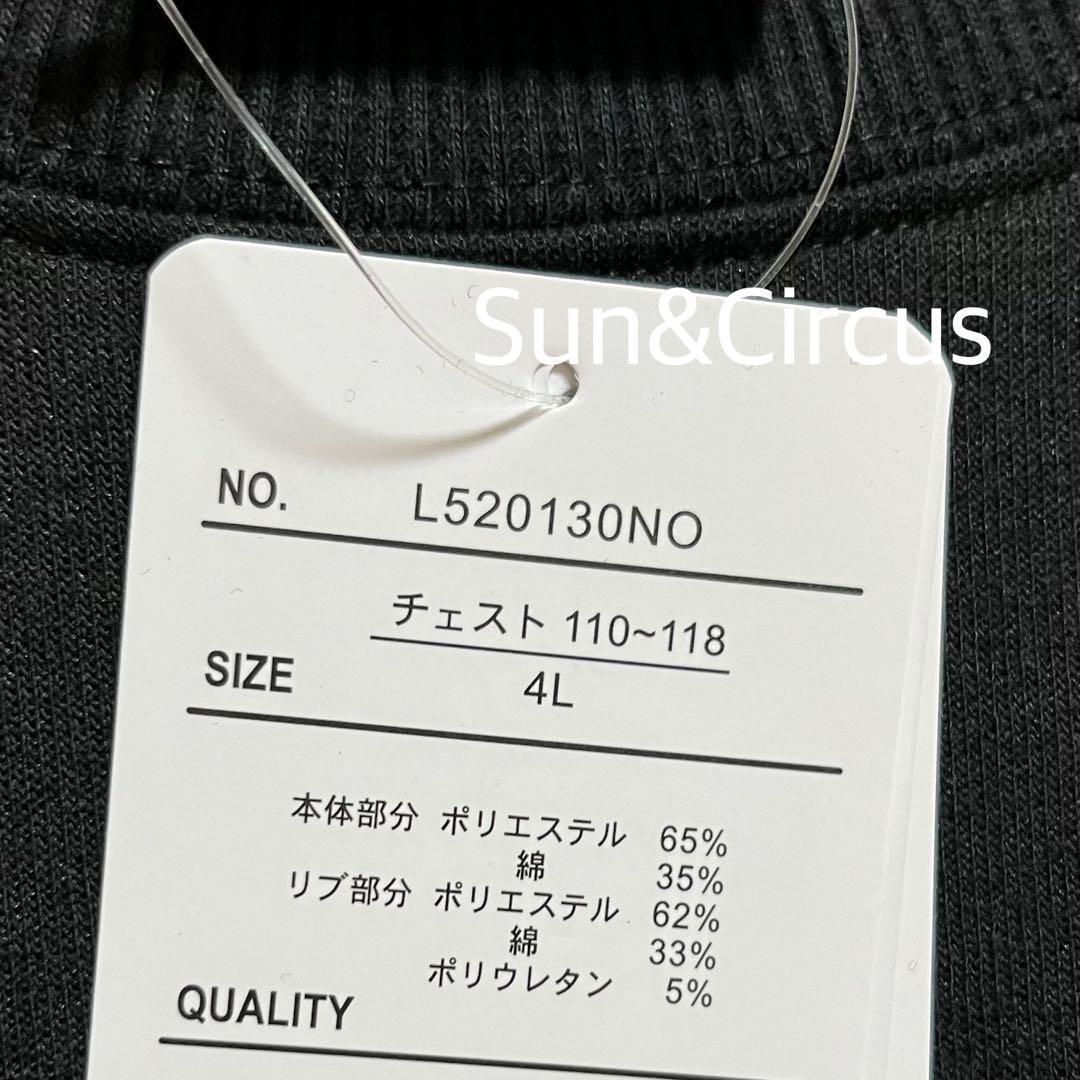 Sun&Circus
NO. L520130NO
チェスト 110~118
SIZE 4L
本体部分 ポリエステル 65%
綿 35%
リブ部分 ポリエステル 62%
綿 33%
ポリウレタン 5%
QUALITY